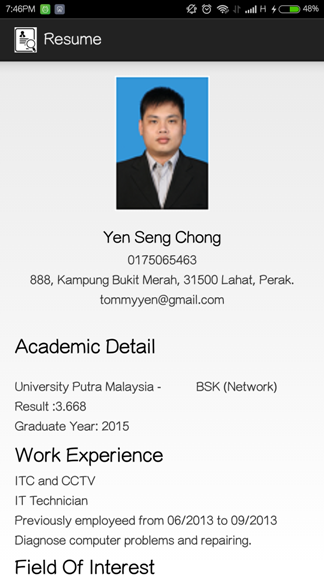 7:46PM H 48%
Resume
Yen Seng Chong
0175065463
888, Kampung Bukit Merah, 31500 Lahat, Perak.
tommyyen@gmail.com
Academic Detail
University Putra Malaysia - BSK (Network)
Result :3.668
Graduate Year: 2015
Work Experience
ITC and CCTV
IT Technician
Previously employeed from 06/2013 to 09/2013
Diagnose computer problems and repairing.
Field Of Interest